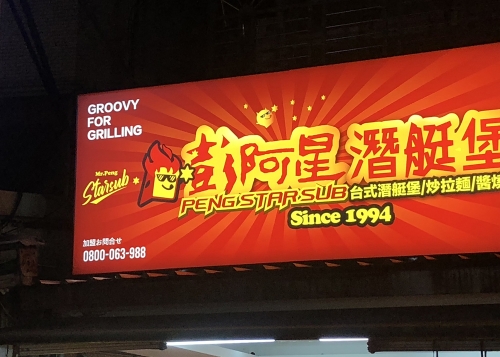 GROOVY
FOR
GRILLING
Mr.Peng
Starsub
彭阿星 潛艇堡
PENG STAR SUB 台式潛艇堡/炒拉麵/醬燒
Since 1994
加盟お問合せ
0800-063-988